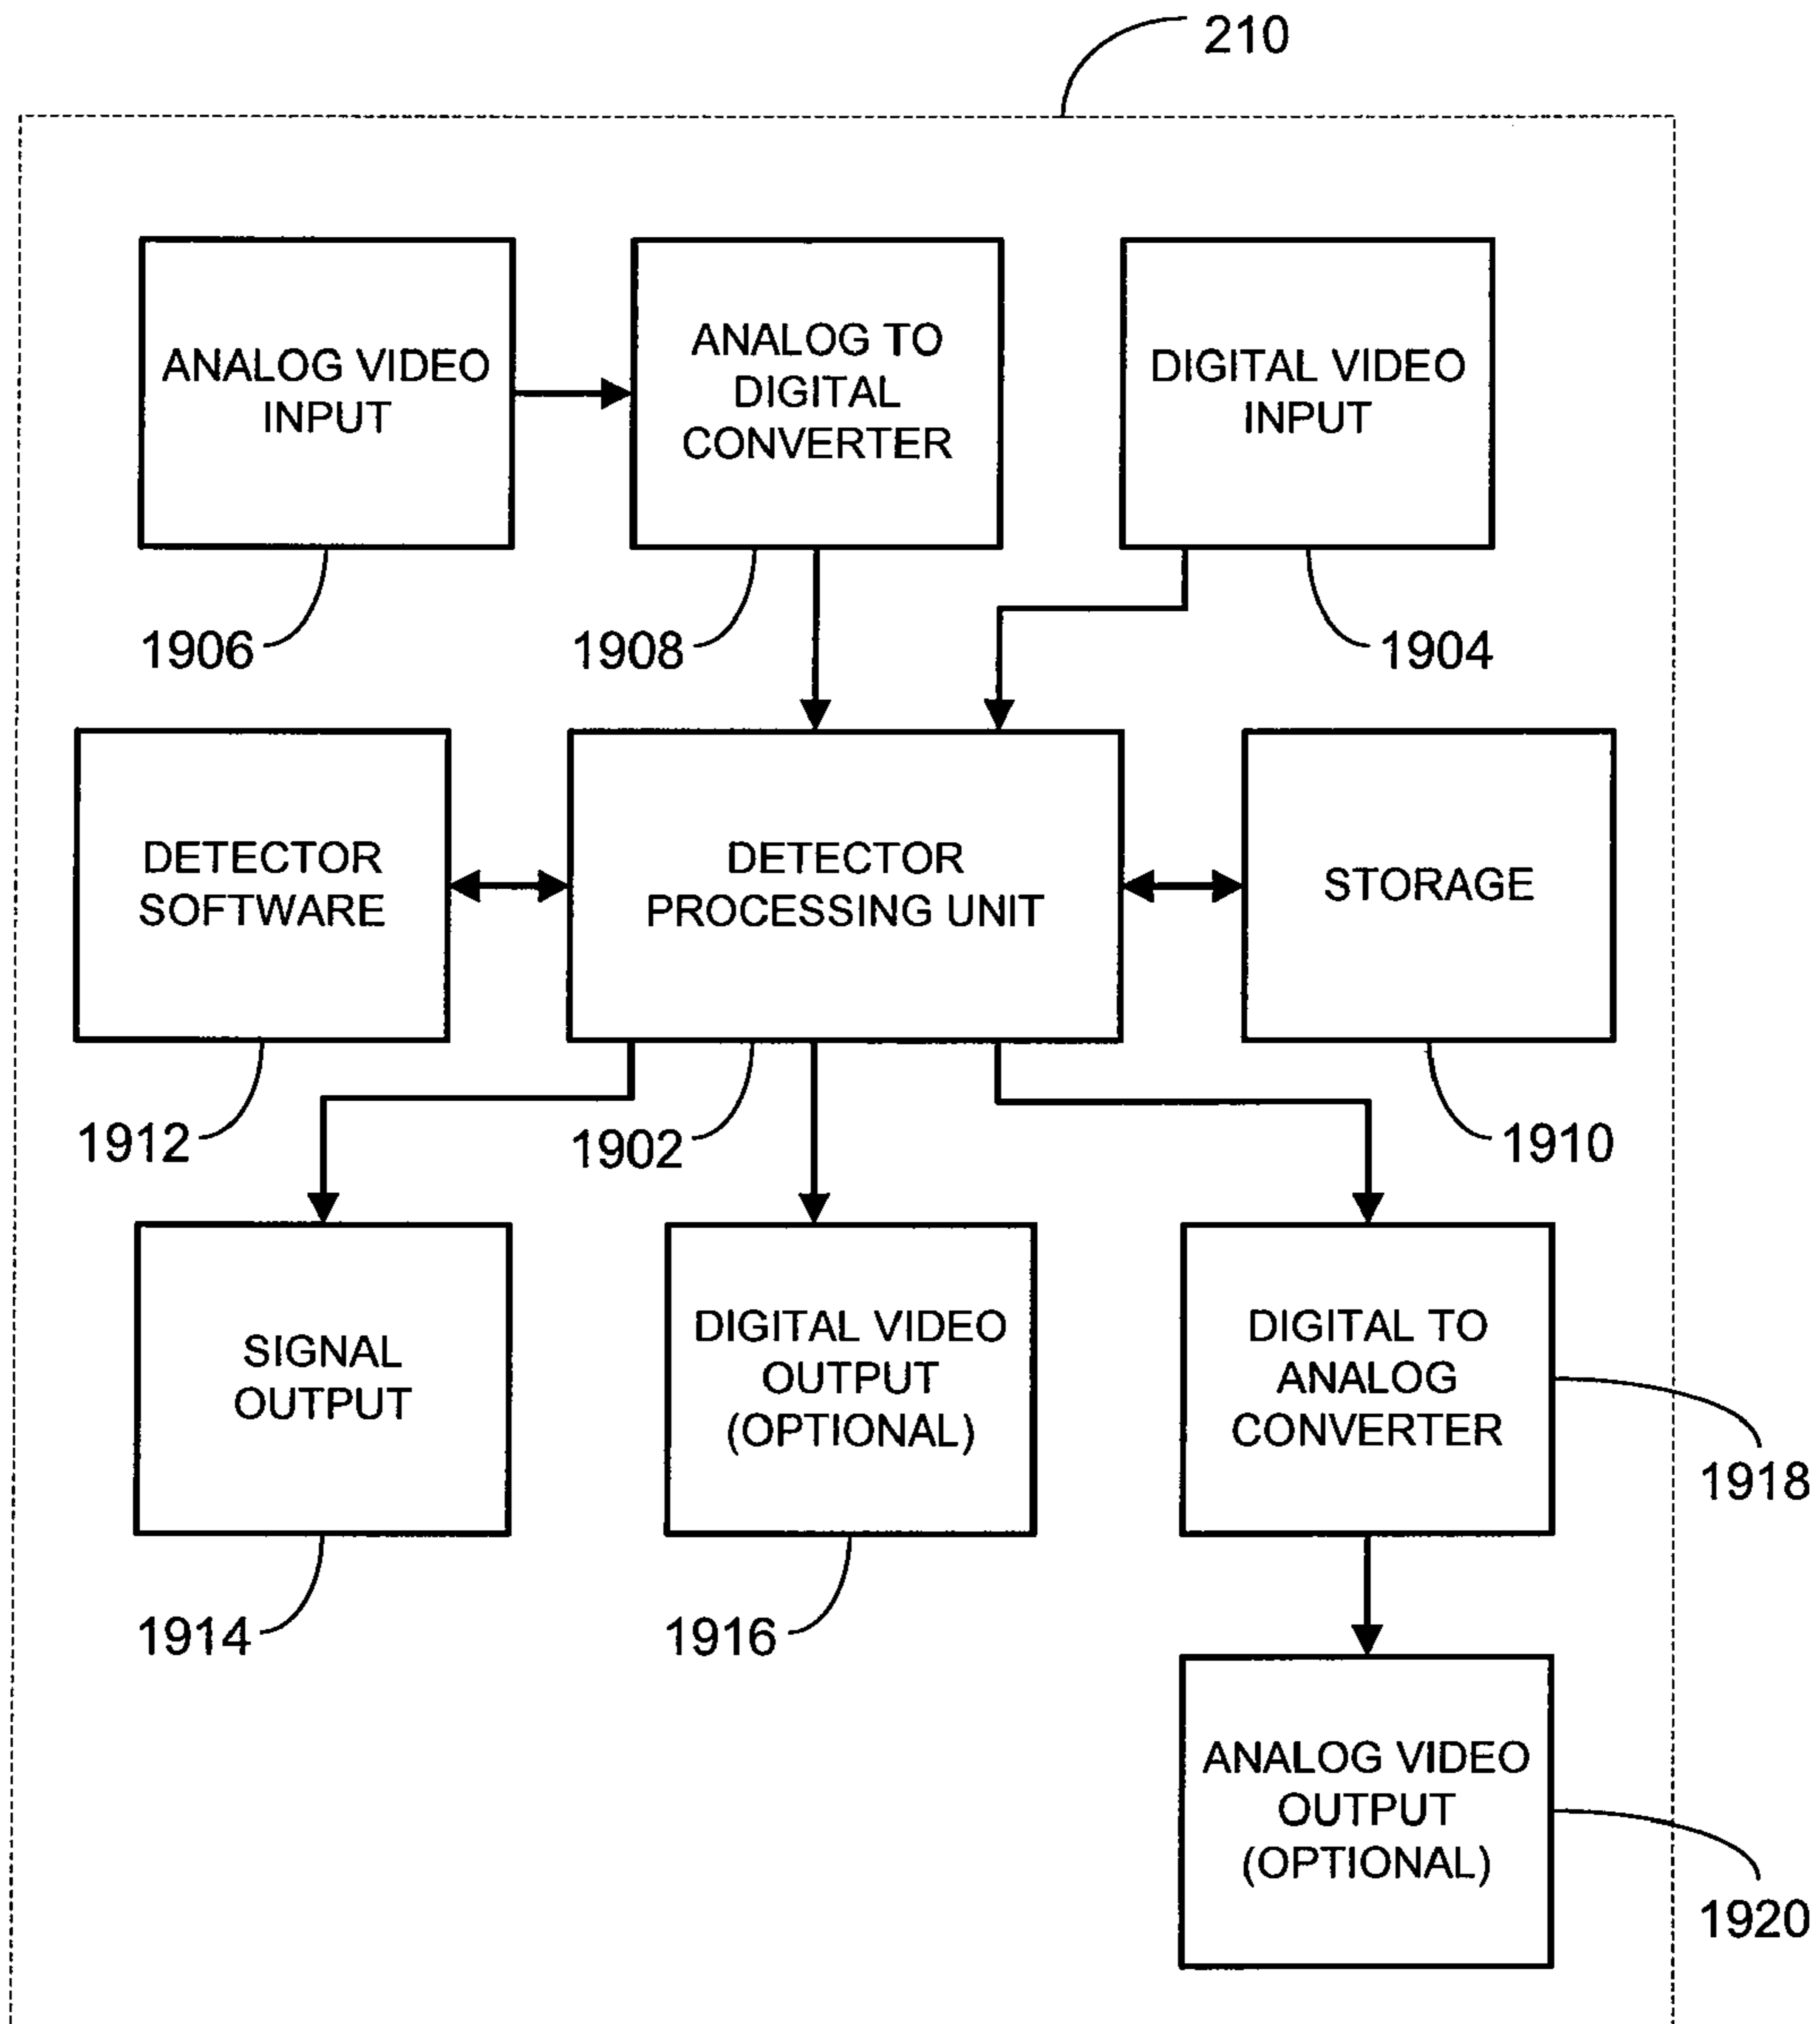 210
ANALOG VIDEO
INPUT
ANALOG TO
DIGITAL
CONVERTER
DIGITAL VIDEO
INPUT
1906
1908
1904
DETECTOR
SOFTWARE
DETECTOR
PROCESSING UNIT
STORAGE
1912
1902
1910
SIGNAL
OUTPUT
DIGITAL VIDEO
OUTPUT
(OPTIONAL)
DIGITAL TO
ANALOG
CONVERTER
1918
1914
1916
ANALOG VIDEO
OUTPUT
(OPTIONAL)
1920